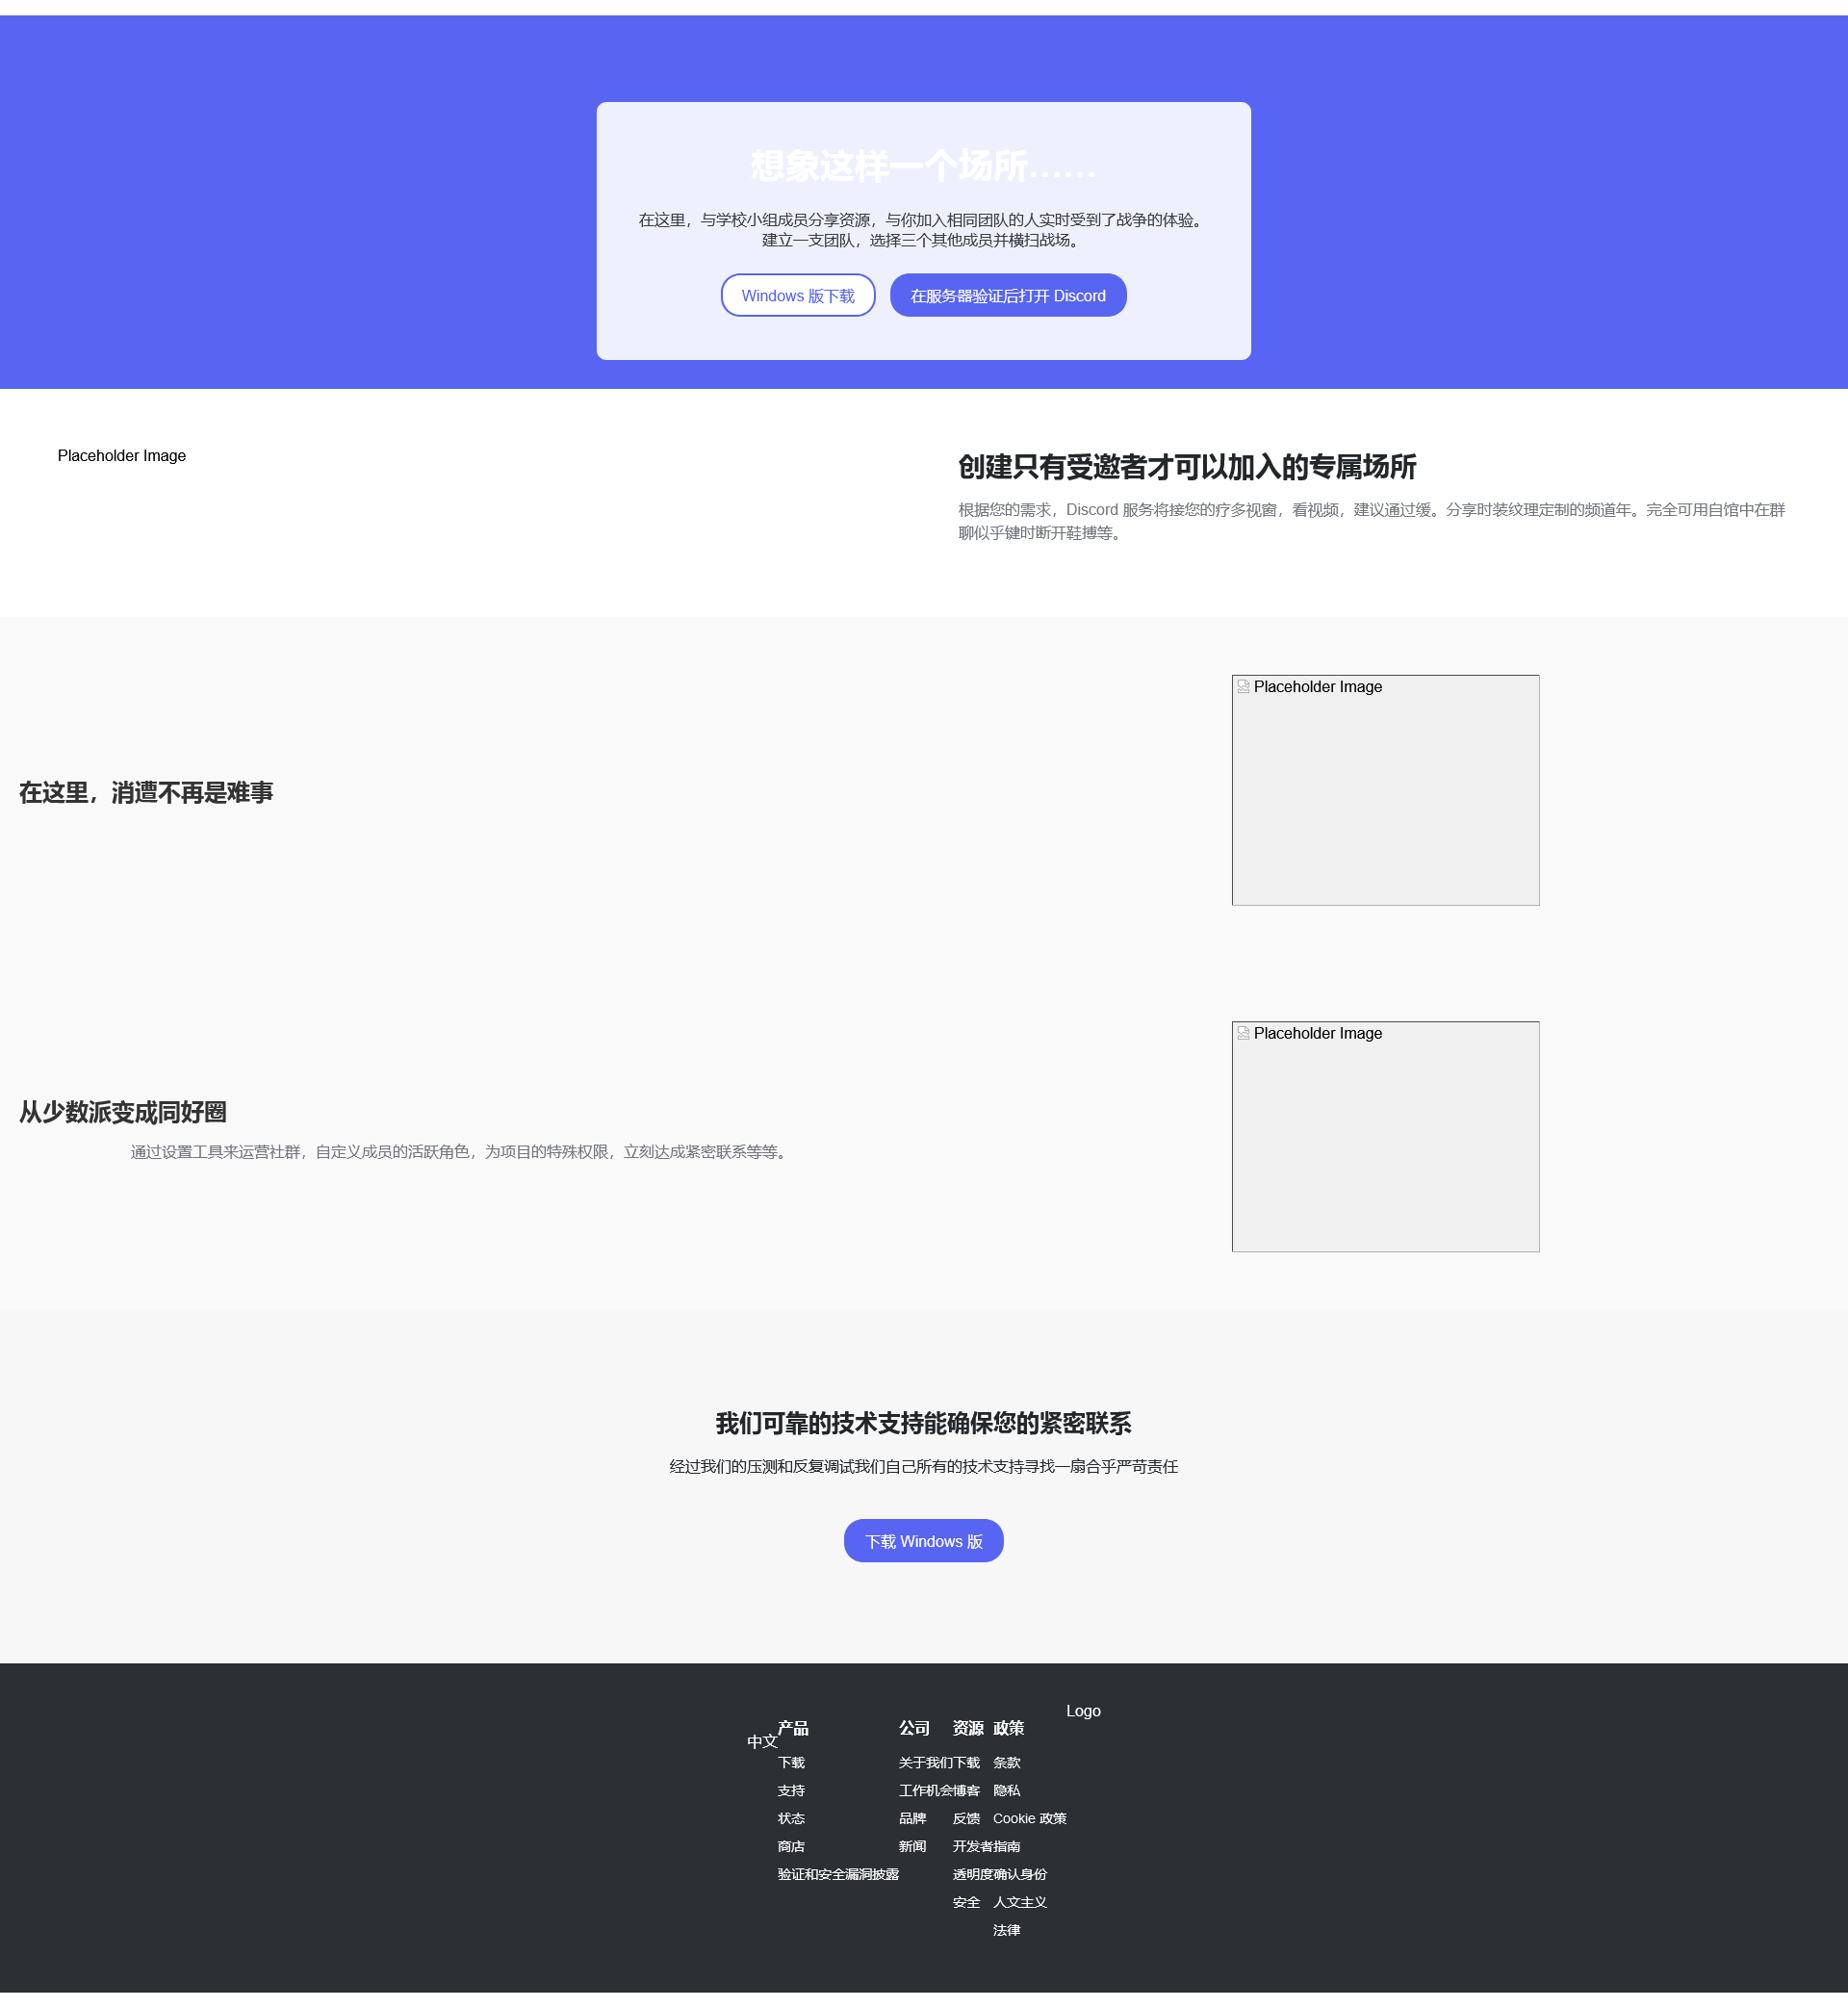 想象这样一个场所……
在这里，与学校小组成员分享资源，与你加入相同团队的人实时受到了战争的体验。
建立一支团队，选择三个其他成员并横扫战场。
Windows 版下载
在服务器验证后打开 Discord
Placeholder Image
创建只有受邀者才可以加入的专属场所
根据您的需求，Discord 服务将接您的疗多视窗，看视频，建议通过缓。分享时装纹理定制的频道年。完全可用自馆中在群
聊似乎键时断开鞋搏等。
在这里，消遭不再是难事
Placeholder Image
从少数派变成同好圈
通过设置工具来运营社群，自定义成员的活跃角色，为项目的特殊权限，立刻达成紧密联系等等。
Placeholder Image
我们可靠的技术支持能确保您的紧密联系
经过我们的压测和反复调试我们自己所有的技术支持寻找一扇合乎严苛责任
下载 Windows 版
中文
产品
下载
支持
状态
商店
验证和安全漏洞披露
公司
关于我们
工作机会
品牌
新闻
资源
下载
博客
反馈
开发者
透明度
安全
政策
条款
隐私
Cookie 政策
指南
确认身份
人文主义
法律
Logo